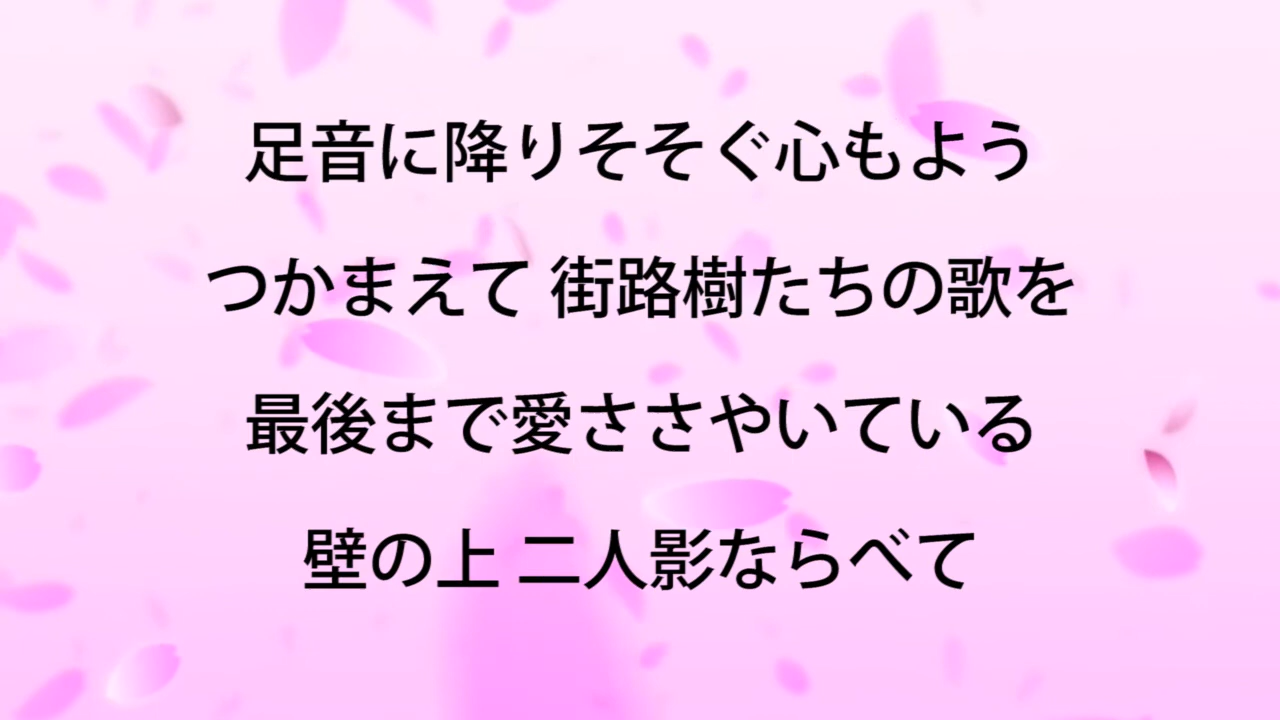 足音に降りそそぐ心もよう
つかまえて 街路樹たちの歌を
最後まで愛ささやいている
壁の上 二人影ならべて